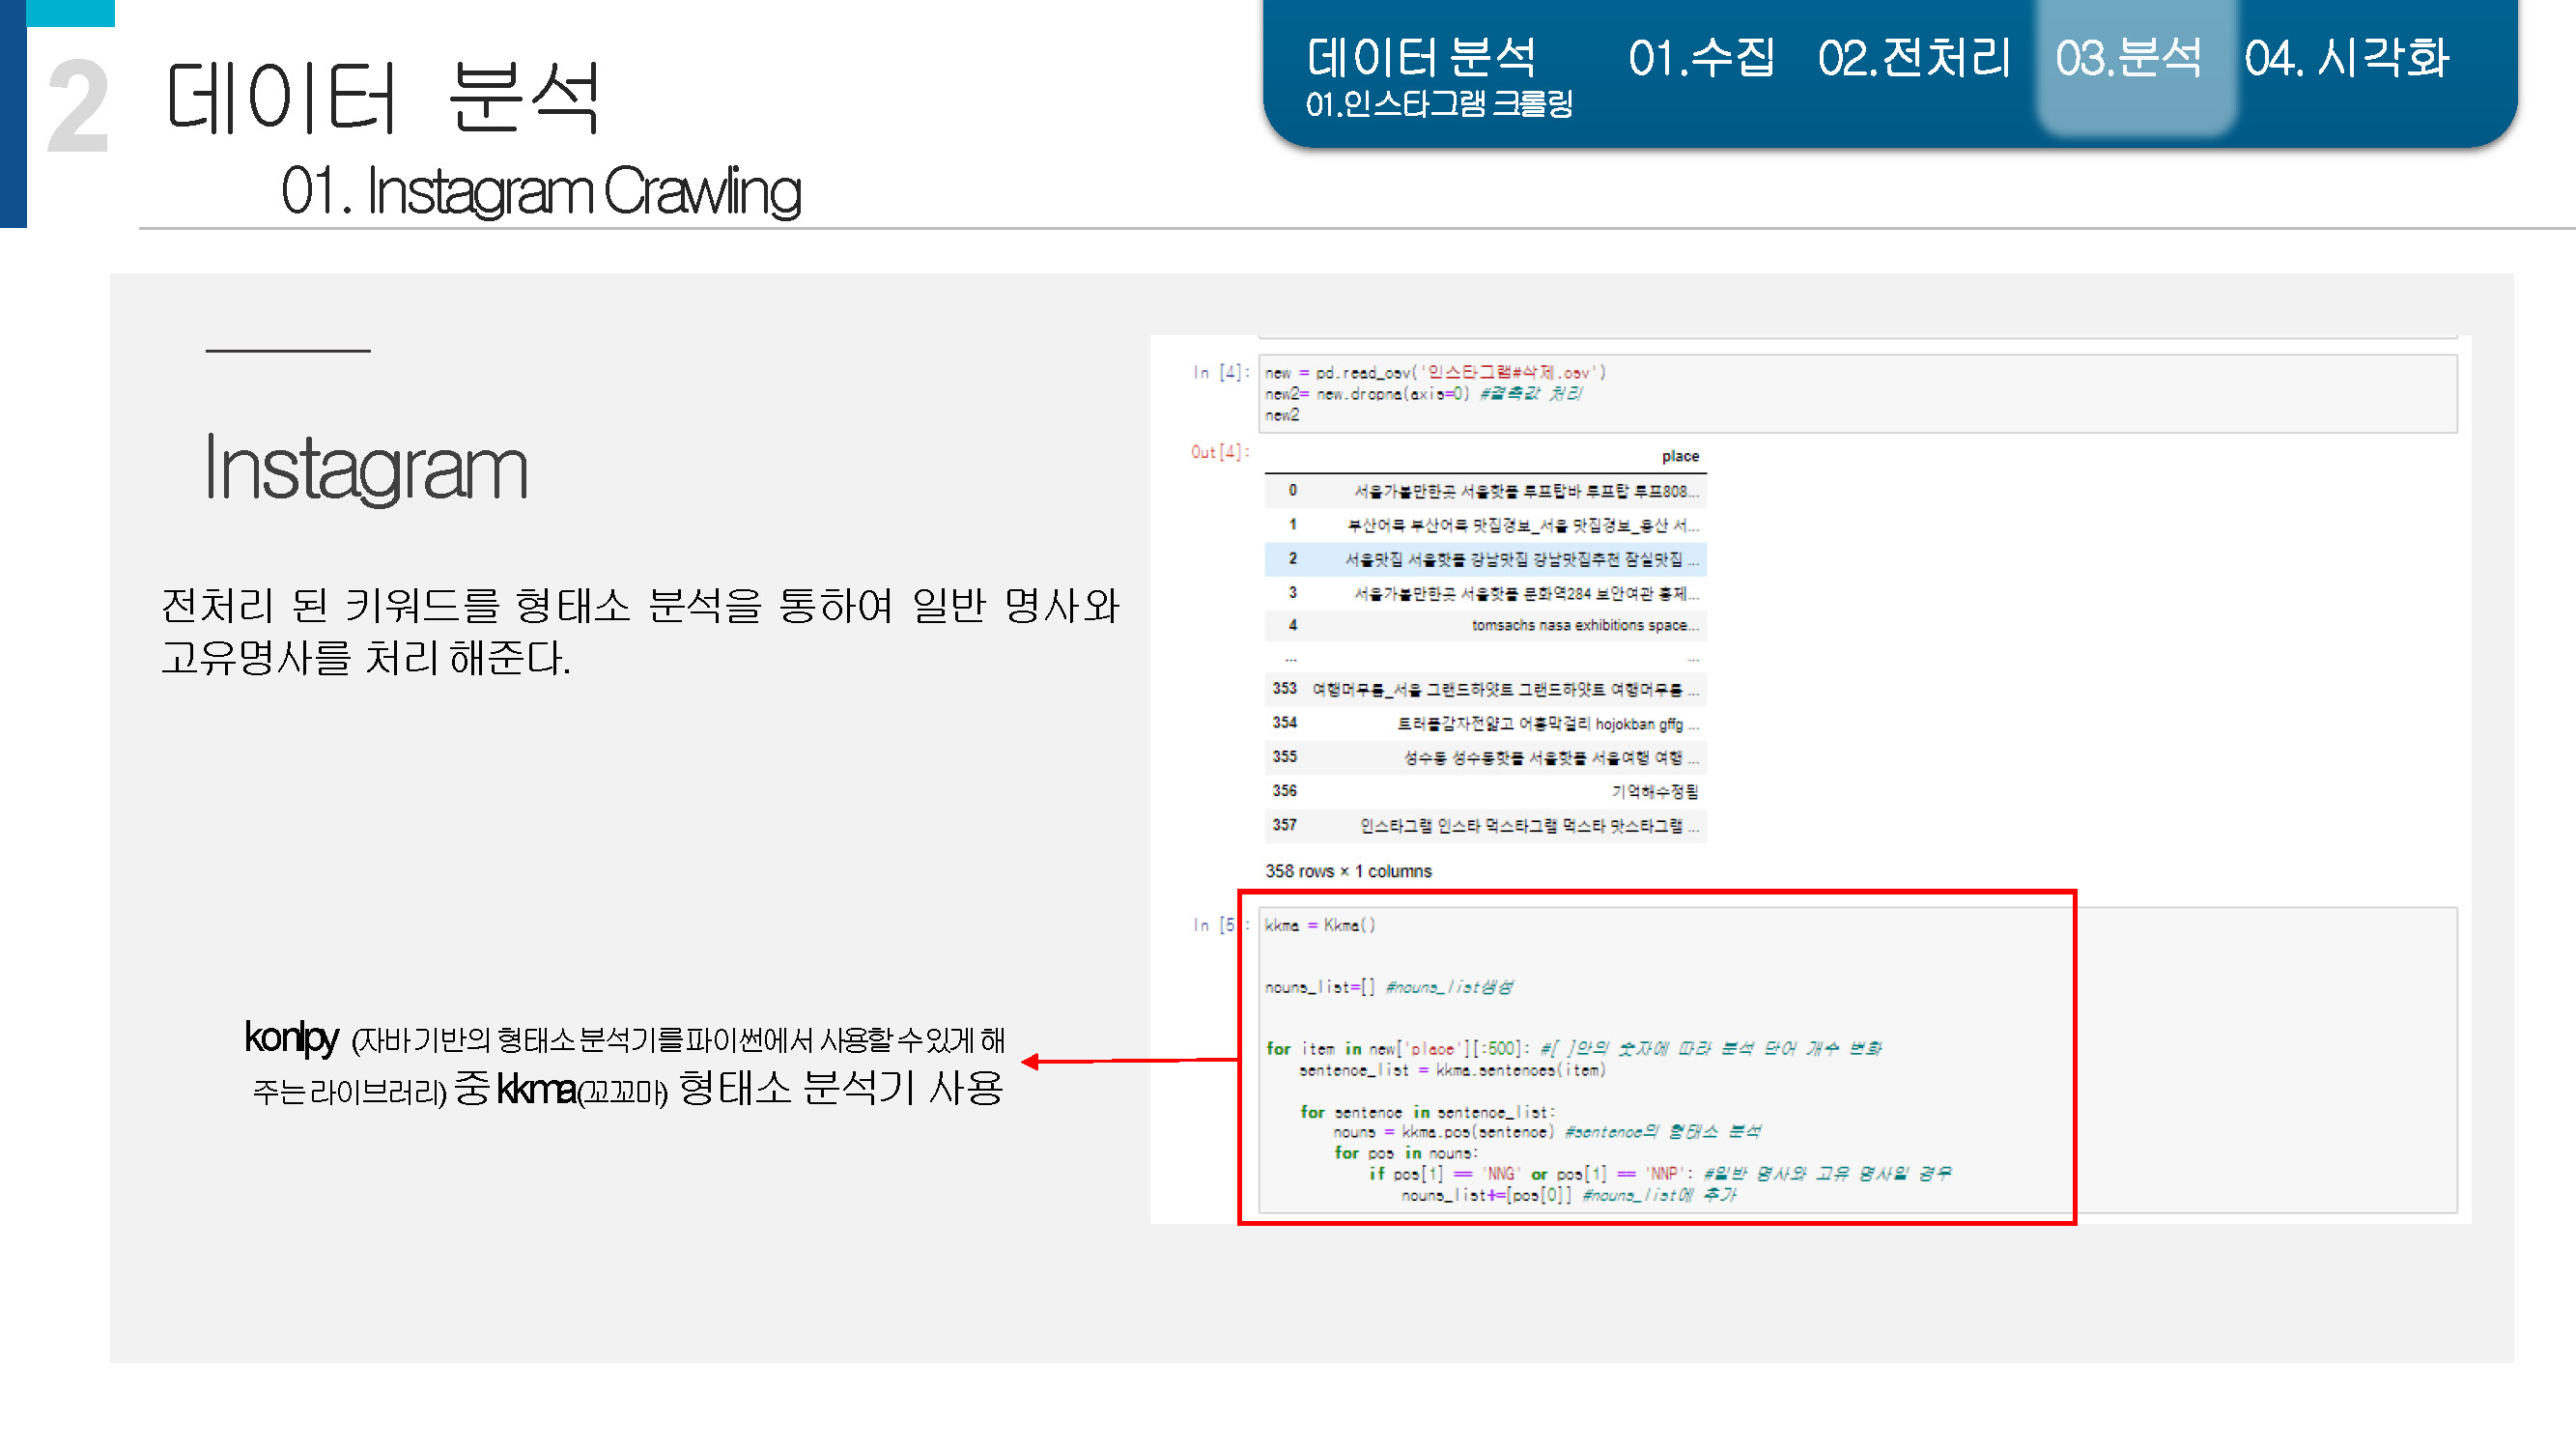 2
데이터 분석
01. Instagram Crawling
데이터 분석
01.인스타그램 크롤링
01.수집 02.전처리 03.분석 04. 시각화
Instagram
전처리 된 키워드를 형태소 분석을 통하여 일반 명사와
고유명사를 처리 해준다.
konlpy (자바 기반의 형태소 분석기를 파이썬에서 사용할 수 있게 해
주는 라이브러리) 중 kkma(꼬꼬마) 형태소 분석기 사용
In [4]: new = pd.read_csv('인스타그램#삭제.csv')
new2= new.dropna(axis=0) #결측값 처리
new2
Out[4]:
place
0 서울가볼만한곳 서울핫플 루프탑바 루프탑 루프808...
1 부산어묵 부산어묵 맛집경보_서울 맛집경보_용산 서...
2 서울맛집 서울핫플 강남맛집 강남맛집추천 잠실맛집 ...
3 서울가볼만한곳 서울핫플 문화역284 보안여관 홍제...
4 tomsachs nasa exhibitions space...
... ...
353 여행머무름_서울 그랜드하얏트 그랜드하얏트 여행머무름 ...
354 트러플감자전얇고 어흥막걸리 hojokban gffg ...
355 성수동 성수동핫플 서울핫플 서울여행 여행 ...
356 기억해수정됨
357 인스타그램 인스타 먹스타그램 먹스타 맛스타그램 ...
358 rows × 1 columns
In [5]: kkma = Kkma()
nouns_list=[] #nouns_list생성
for item in new['place'][:500]: #[ ]안의 숫자에 따라 분석 단어 개수 변화
sentence_list = kkma.sentences(item)
for sentence in sentence_list:
nouns = kkma.pos(sentence) #sentence의 형태소 분석
for pos in nouns:
if pos[1] == 'NNG' or pos[1] == 'NNP': #일반 명사와 고유 명사일 경우
nouns_list+=[pos[0]] #nouns_list에 추가